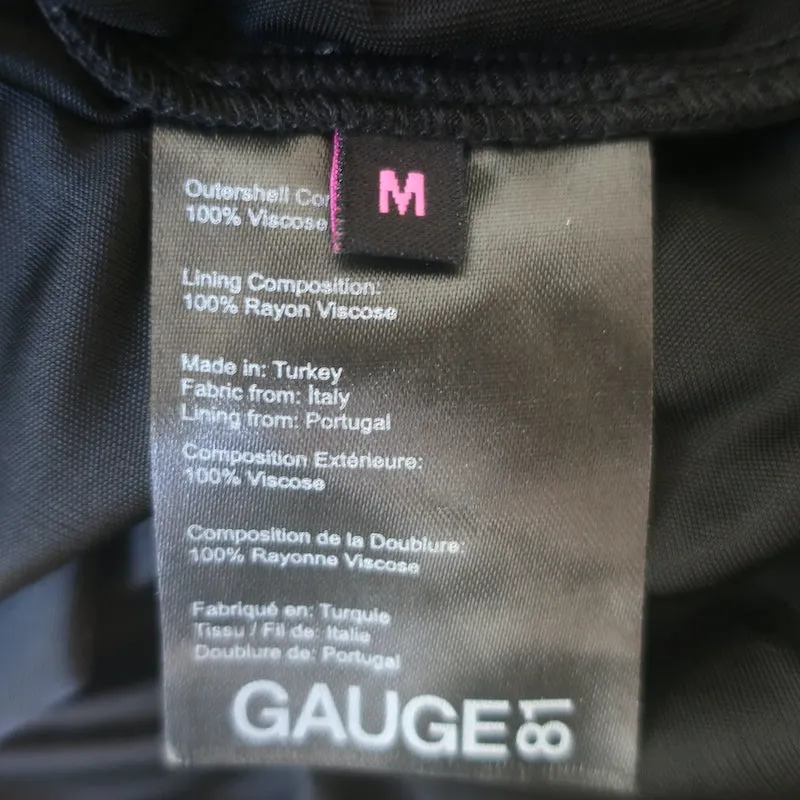 M
Outershell
100% Viscose
Lining Composition:
100% Rayon Viscose
Made in: Turkey
Fabric from: Italy
Lining from: Portugal
Composition Extérieure:
100% Viscose
Composition de la Doublure:
100% Rayonne Viscose
Fabriqué en: Turquie
Tissu / Fil de: Italie
Doublure de: Portugal
GAUGE81